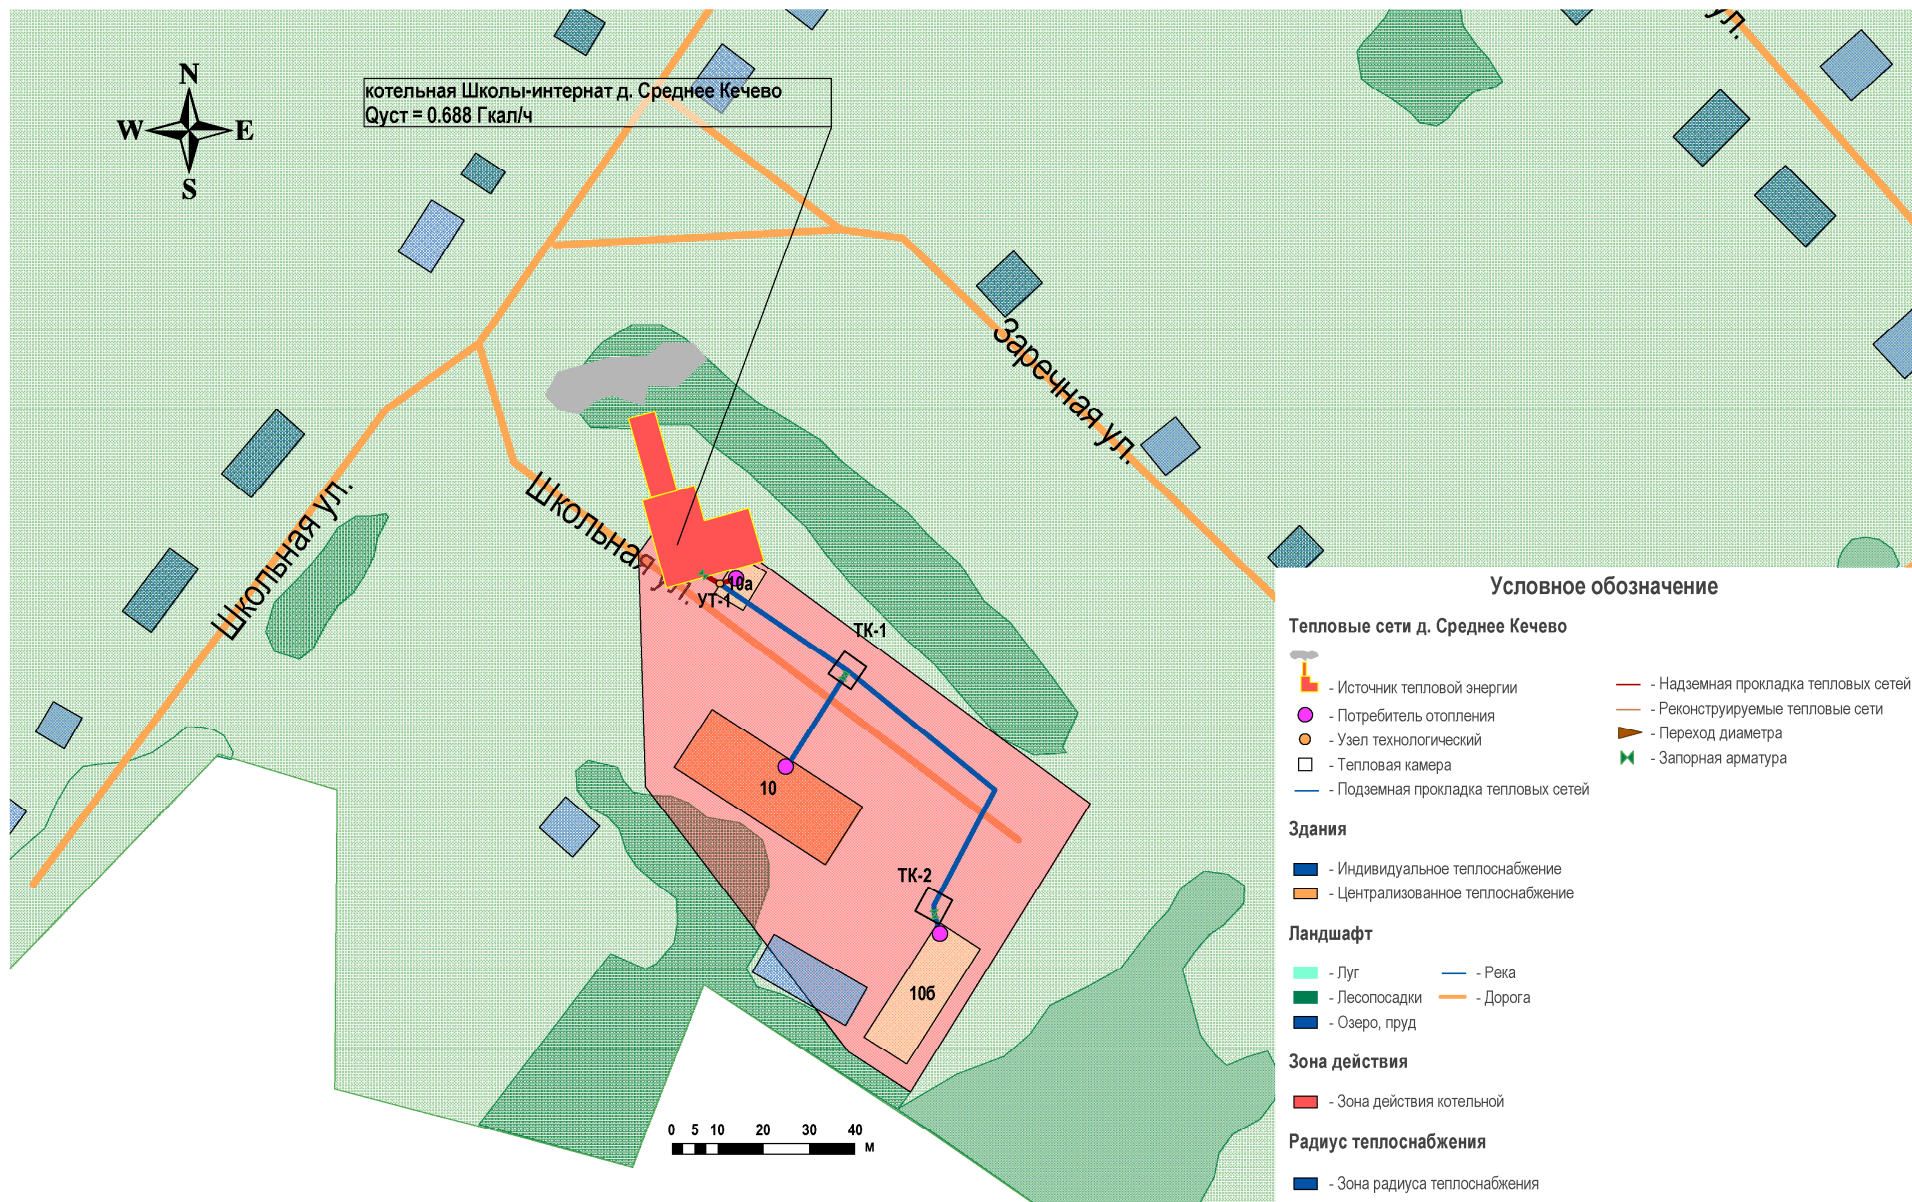 ул.
N
W E
S
котельная Школы-интернат д. Среднее Кечево
Qуст = 0.688 Гкал/ч
Заречная ул.
Школьная ул.
Школьная ул.
10а
УТ-1
ТК-1
10
ТК-2
10б
0 5 10 20 30 40
м
Условное обозначение
Тепловые сети д. Среднее Кечево
- Источник тепловой энергии
- Потребитель отопления
- Узел технологический
- Тепловая камера
- Подземная прокладка тепловых сетей
- Надземная прокладка тепловых сетей
- Реконструируемые тепловые сети
- Переход диаметра
- Запорная арматура
Здания
- Индивидуальное теплоснабжение
- Централизованное теплоснабжение
Ландшафт
- Луг
- Лесопосадки
- Озеро, пруд
- Река
- Дорога
Зона действия
- Зона действия котельной
Радиус теплоснабжения
- Зона радиуса теплоснабжения